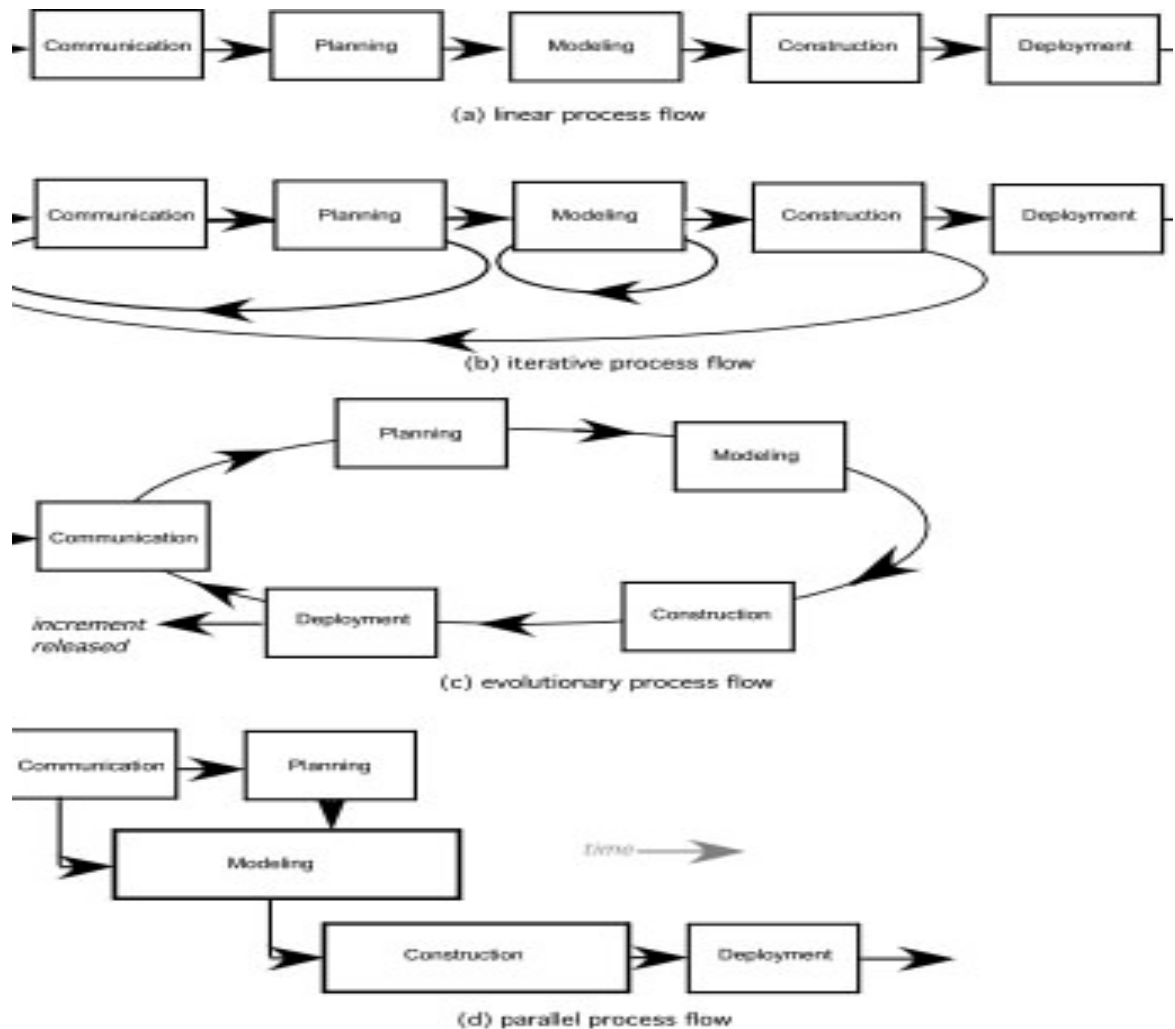 Communication Planning Modeling Construction Deployment
(a) linear process flow
Communication Planning Modeling Construction Deployment
(b) iterative process flow
Planning
Modeling
Communication
Construction
Deployment
increment
released
(c) evolutionary process flow
Communication Planning
Modeling
time
Construction Deployment
(d) parallel process flow